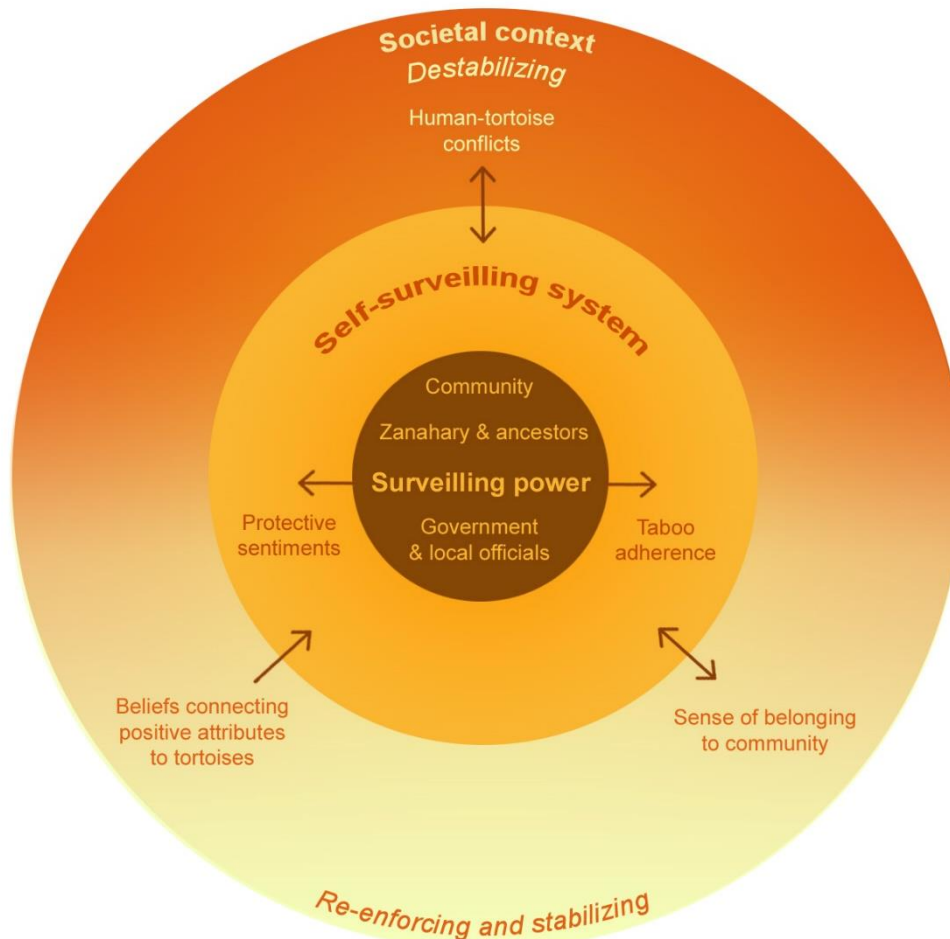 Societal context
Destabilizing
Human-tortoise
conflicts
Self-surveilling system
Community
Zanahary & ancestors
Surveilling power
Government
& local officials
Protective
sentiments
Taboo
adherence
Beliefs connecting
positive attributes
to tortoises
Sense of belonging
to community
Re-enforcing and stabilizing